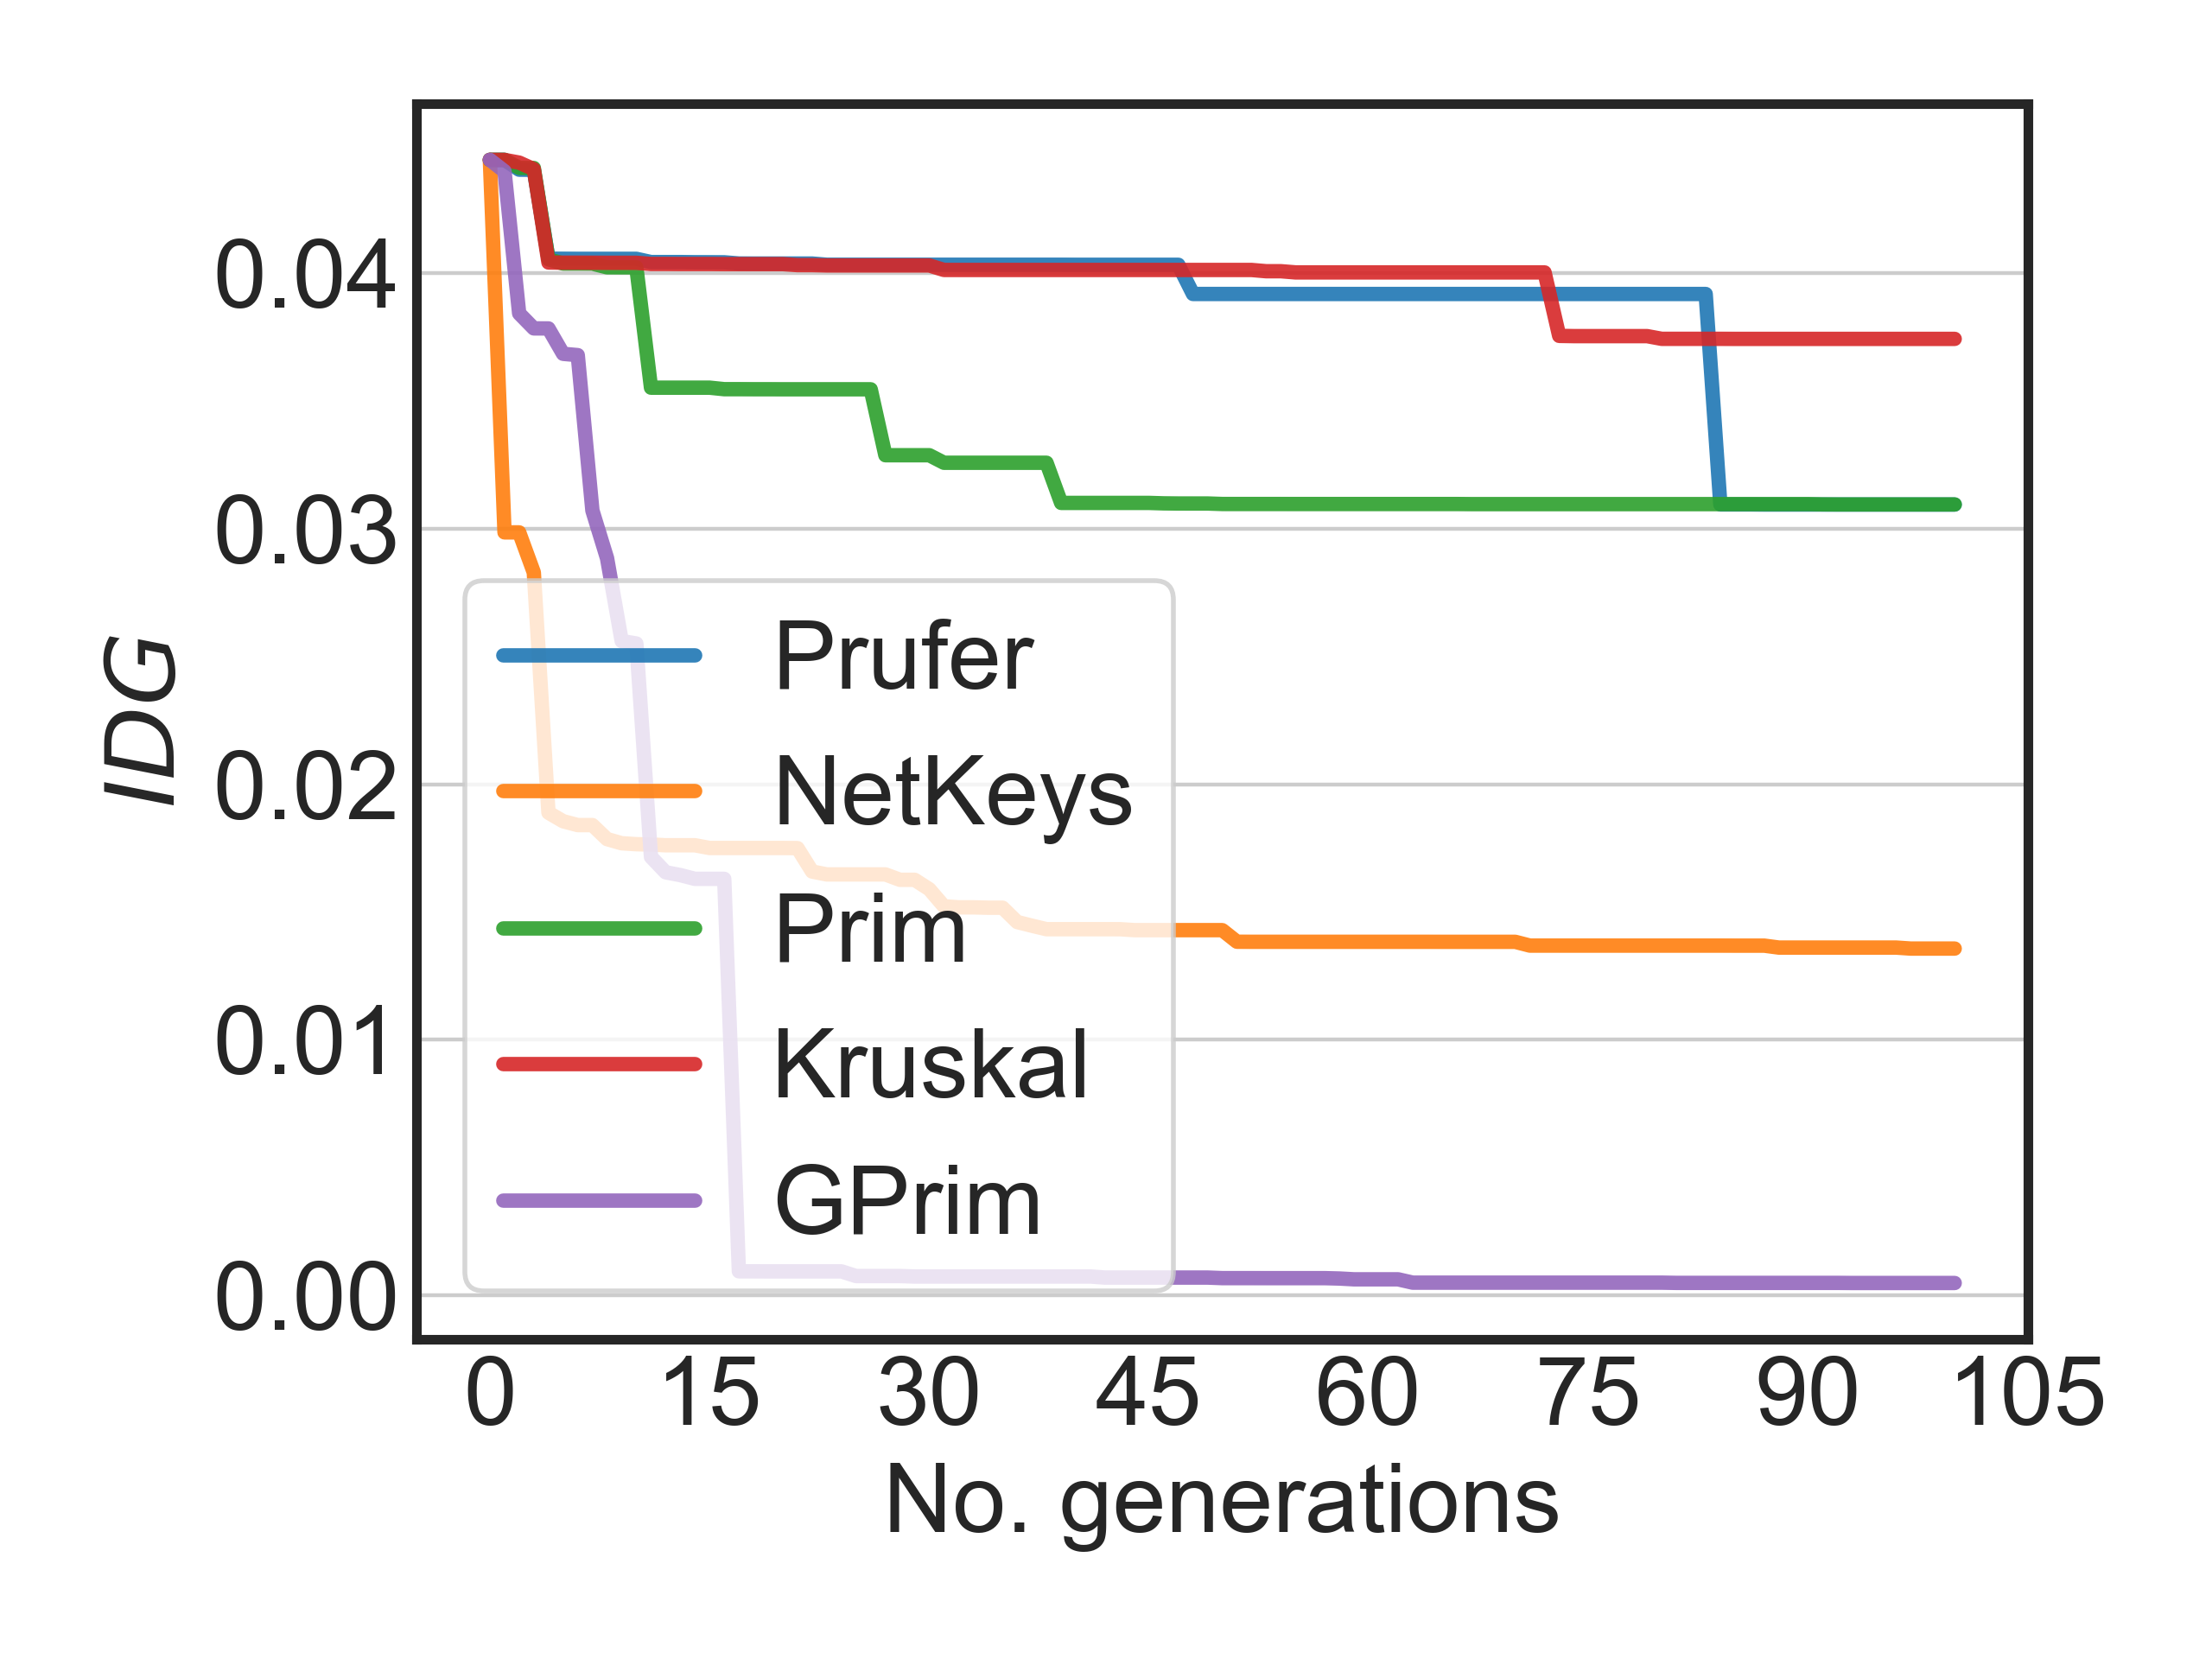 IDG
0.04
0.03
0.02
0.01
0.00
Prufer
NetKeys
Prim
Kruskal
GPrim
0 15 30 45 60 75 90 105
No. generations